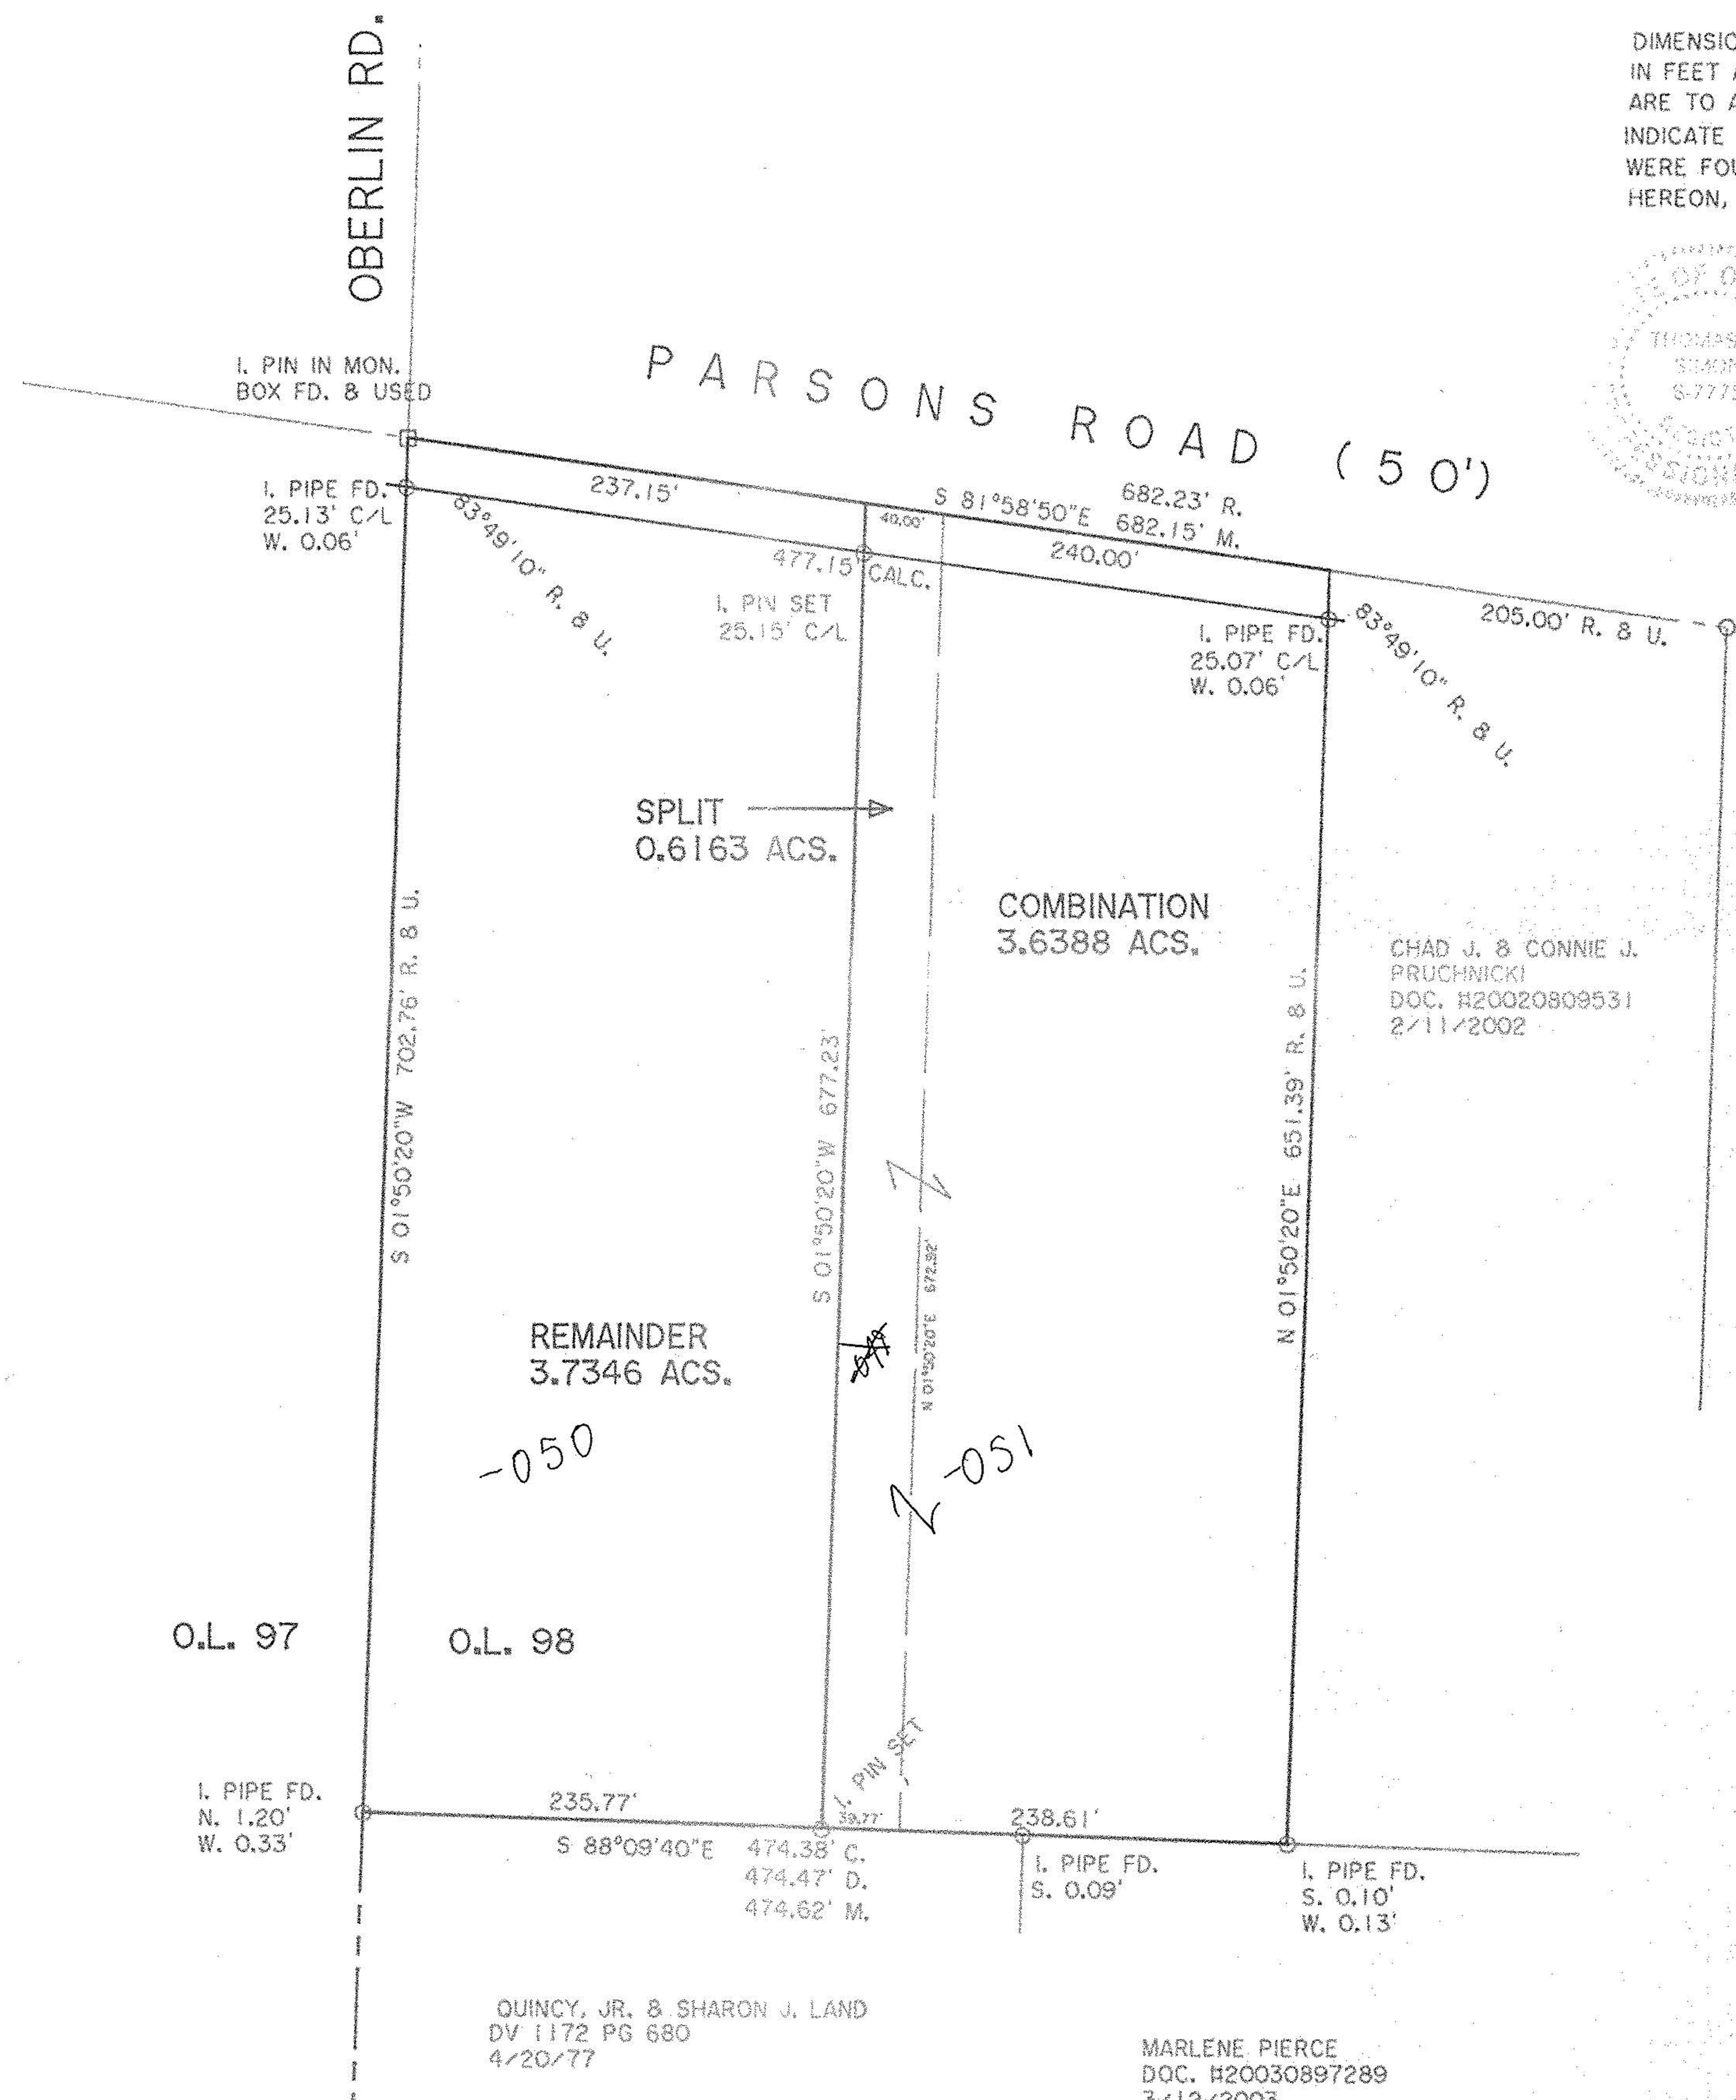 OBERLIN RD.
IN FEET
ARE TO
INDICATE
HEREON,
I. PIN IN MON.
BOX FD. & USED
PARSONS ROAD (50')
I. PIPE FD.
25.13' C/L
W. 0.06'
83°49'10" R. & U.
237.15'
40.00'
S 81°58'50"E
682.23' R.
682.15' M.
240.00'
477.15' CALC.
I. PIN SET
25.15' C/L
I. PIPE FD.
25.07' C/L
W. 0.06'
83°49'10" R. & U.
205.00' R. & U.
SPLIT
0.6163 ACS.
COMBINATION
3.6388 ACS.
CHAD J. & CONNIE J.
PRUCHNICKI
DOC. #20020809531
2/11/2002
S 01°50'20"W 702.76' R. & U.
S 01°50'20"W 677.23'
N 01°50'20"E 672.92'
N 01°50'20"E 651.39' R. & U.
REMAINDER
3.7346 ACS.
-050
-051
O.L. 97
O.L. 98
I. PIPE FD.
N. 1.20'
W. 0.33'
235.77'
I. PIN SET
39.77'
238.61'
S 88°09'40"E 474.38' C.
474.47' D.
474.62' M.
I. PIPE FD.
S. 0.09'
I. PIPE FD.
S. 0.10'
W. 0.13'
QUINCY, JR. & SHARON J. LAND
DV 1172 PG 680
4/20/77
MARLENE PIERCE
DOC. #20030897289
3/12/2003